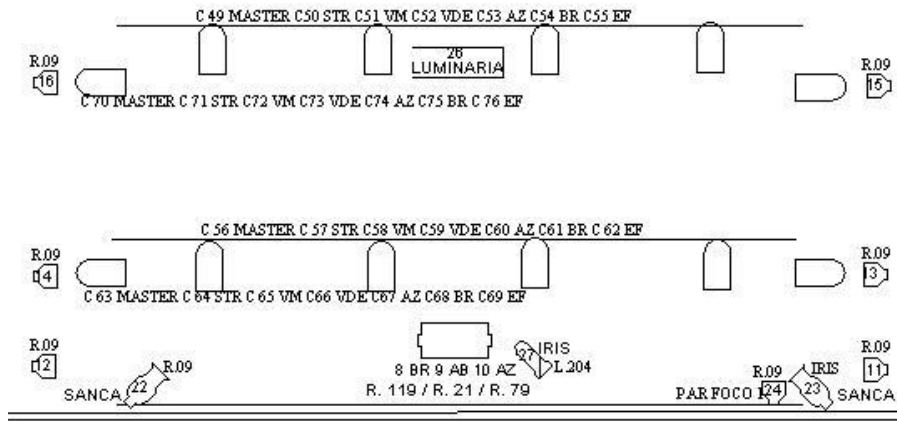 C 49 MASTER C50 STR C51 VM C52 VDE C53 AZ C54 BR C55 EF
R.09
16
26
LUMINARIA
R.09
15
C 70 MASTER C 71 STR C72 VM C73 VDE C74 AZ C75 BR C 76 EF
C 56 MASTER C 57 STR C58 VM C59 VDE C60 AZ C61 BR C 62 EF
R.09
4
R.09
13
C 63 MASTER C 64 STR C 65 VM C66 VDE C67 AZ C68 BR C69 EF
R.09
12
SANCA
22
R.09
8 BR 9 AB 10 AZ
R. 119 / R. 21 / R. 79
27
IRIS
L.204
PAR FOCO
R.09
24
IRIS
23
SANCA
R.09
11